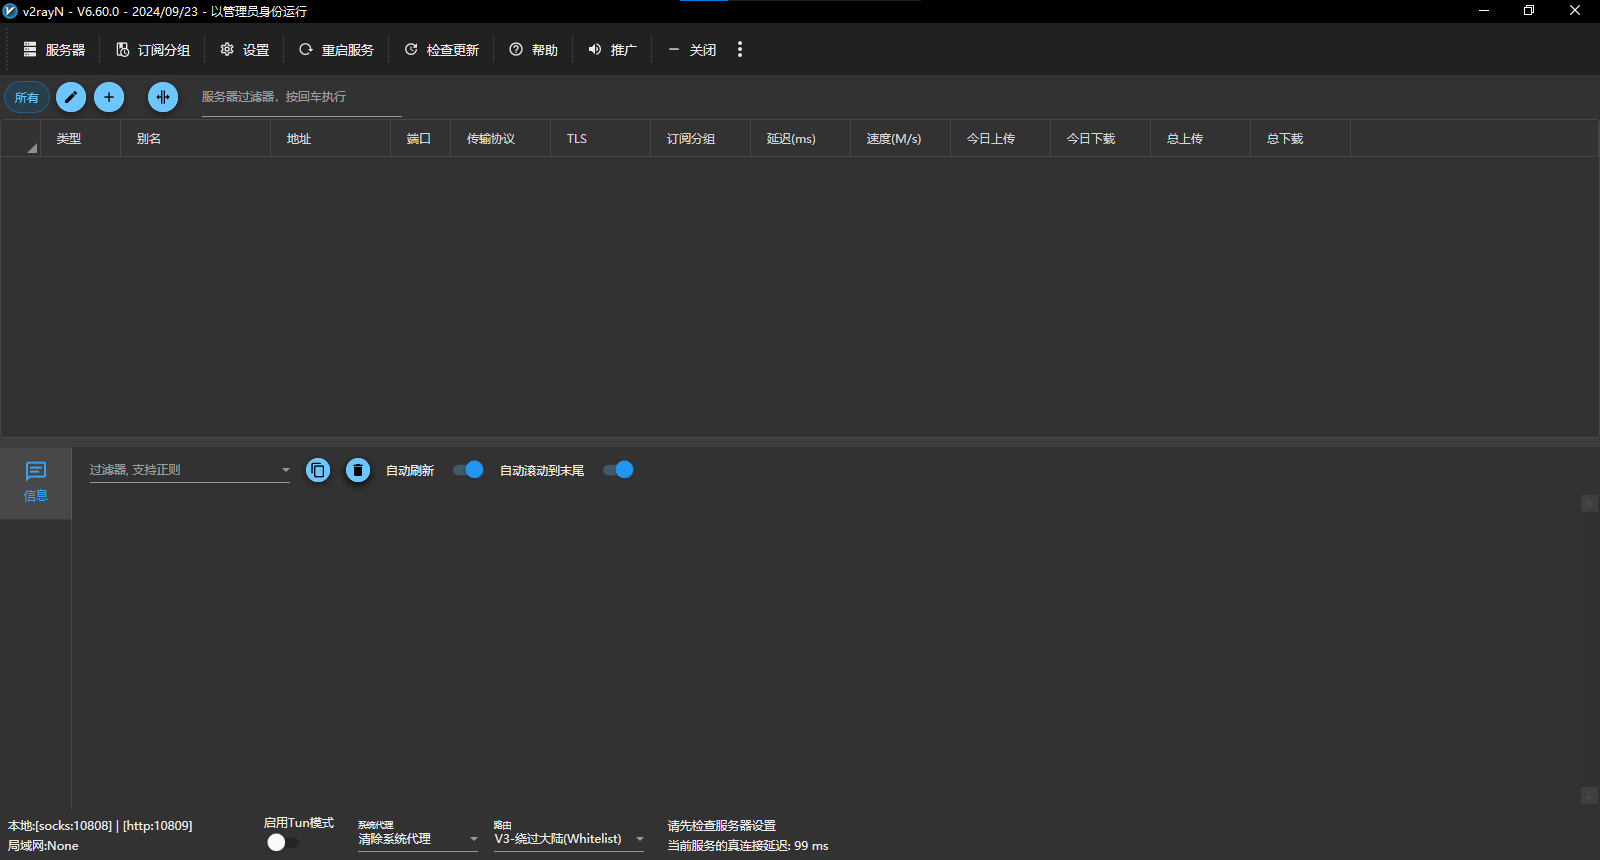 v2rayN - V6.60.0 - 2024/09/23 - 以管理员身份运行
服务器 订阅分组 设置 重启服务 检查更新 帮助 推广 关闭
所有 服务器过滤器，按回车执行
类型 别名 地址 端口 传输协议 TLS 订阅分组 延迟(ms) 速度(M/s) 今日上传 今日下载 总上传 总下载
过滤器, 支持正则 自动刷新 自动滚动到末尾
信息
本地:[socks:10808] | [http:10809]
局域网:None
启用Tun模式
系统代理
清除系统代理
路由
V3-绕过大陆(Whitelist)
请先检查服务器设置
当前服务的真连接延迟: 99 ms